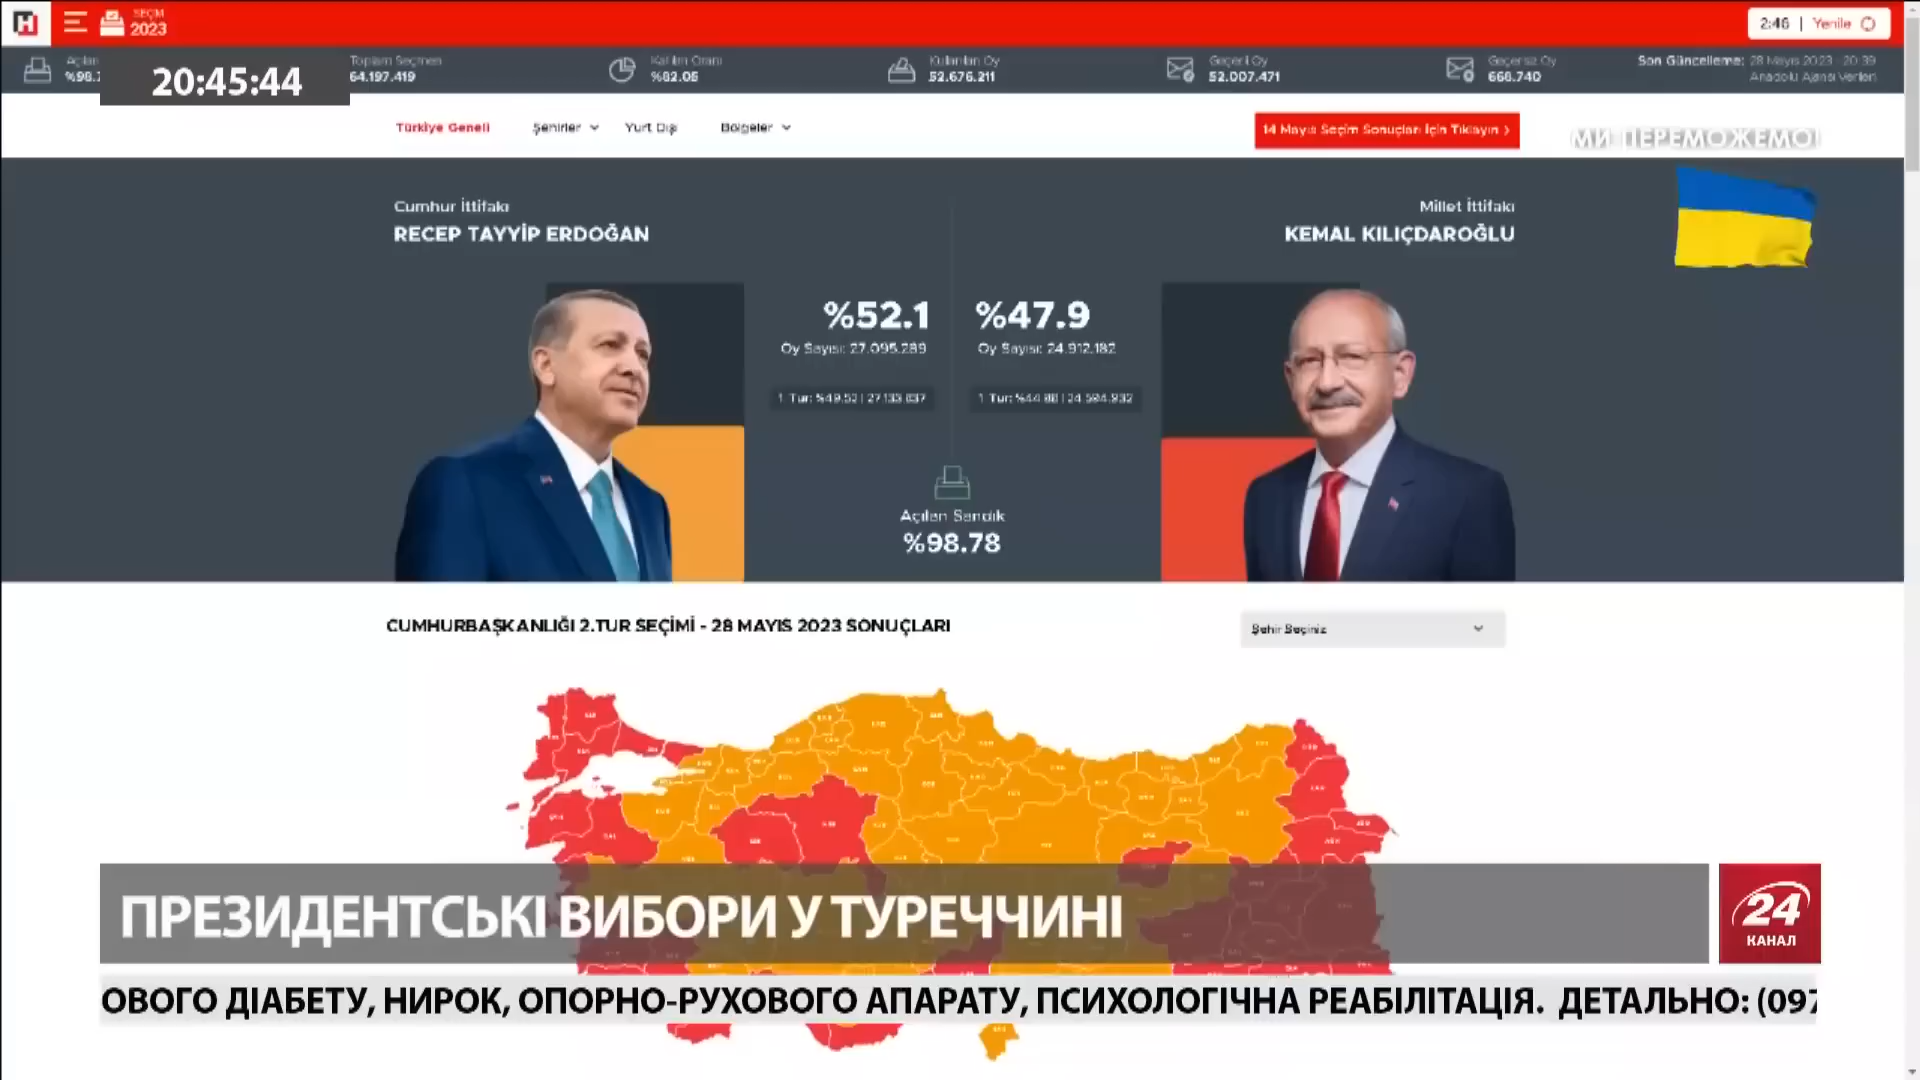 SEÇİM
2023
2:46 | Yenile
20:45:44
Toplam Seçmen
64.197.419
Katılım Oranı
%82.05
Kullanılan Oy
52.676.211
Geçerli Oy
52.007.471
Geçersiz Oy
668.740
Son Güncelleme: 28 Mayıs 2023 - 20:39
Anadolu Ajansı Verileri
Türkiye Geneli
Şehirler
Yurt Dışı
Bölgeler
14 Mayıs Seçim Sonuçları İçin Tıklayın >
МИ ПЕРЕМОЖЕМО!
Cumhur İttifakı
RECEP TAYYİP ERDOĞAN
Millet İttifakı
KEMAL KILIÇDAROĞLU
%52.1
Oy Sayısı: 27.095.289
%47.9
Oy Sayısı: 24.912.182
Açılan Sandık
%98.78
CUMHURBAŞKANLIĞI 2.TUR SEÇİMİ - 28 MAYIS 2023 SONUÇLARI
Şehir Seçiniz
ПРЕЗИДЕНТСЬКІ ВИБОРИ У ТУРЕЧЧИНІ
24
КАНАЛ
ОВОГО ДІАБЕТУ, НИРОК, ОПОРНО-РУХОВОГО АПАРАТУ, ПСИХОЛОГІЧНА РЕАБІЛІТАЦІЯ. ДЕТАЛЬНО: (097